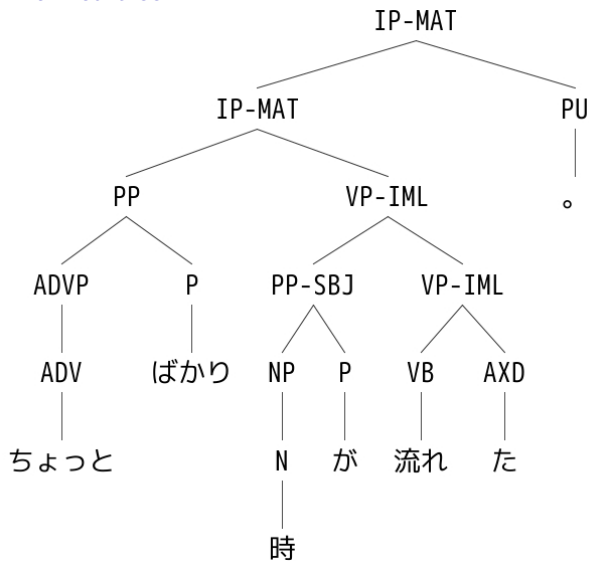 IP-MAT
IP-MAT PU
PP VP-IML 。
ADVP P PP-SBJ VP-IML
ADV ばかり NP P VB AXD
ちょっと N が 流れ た
時